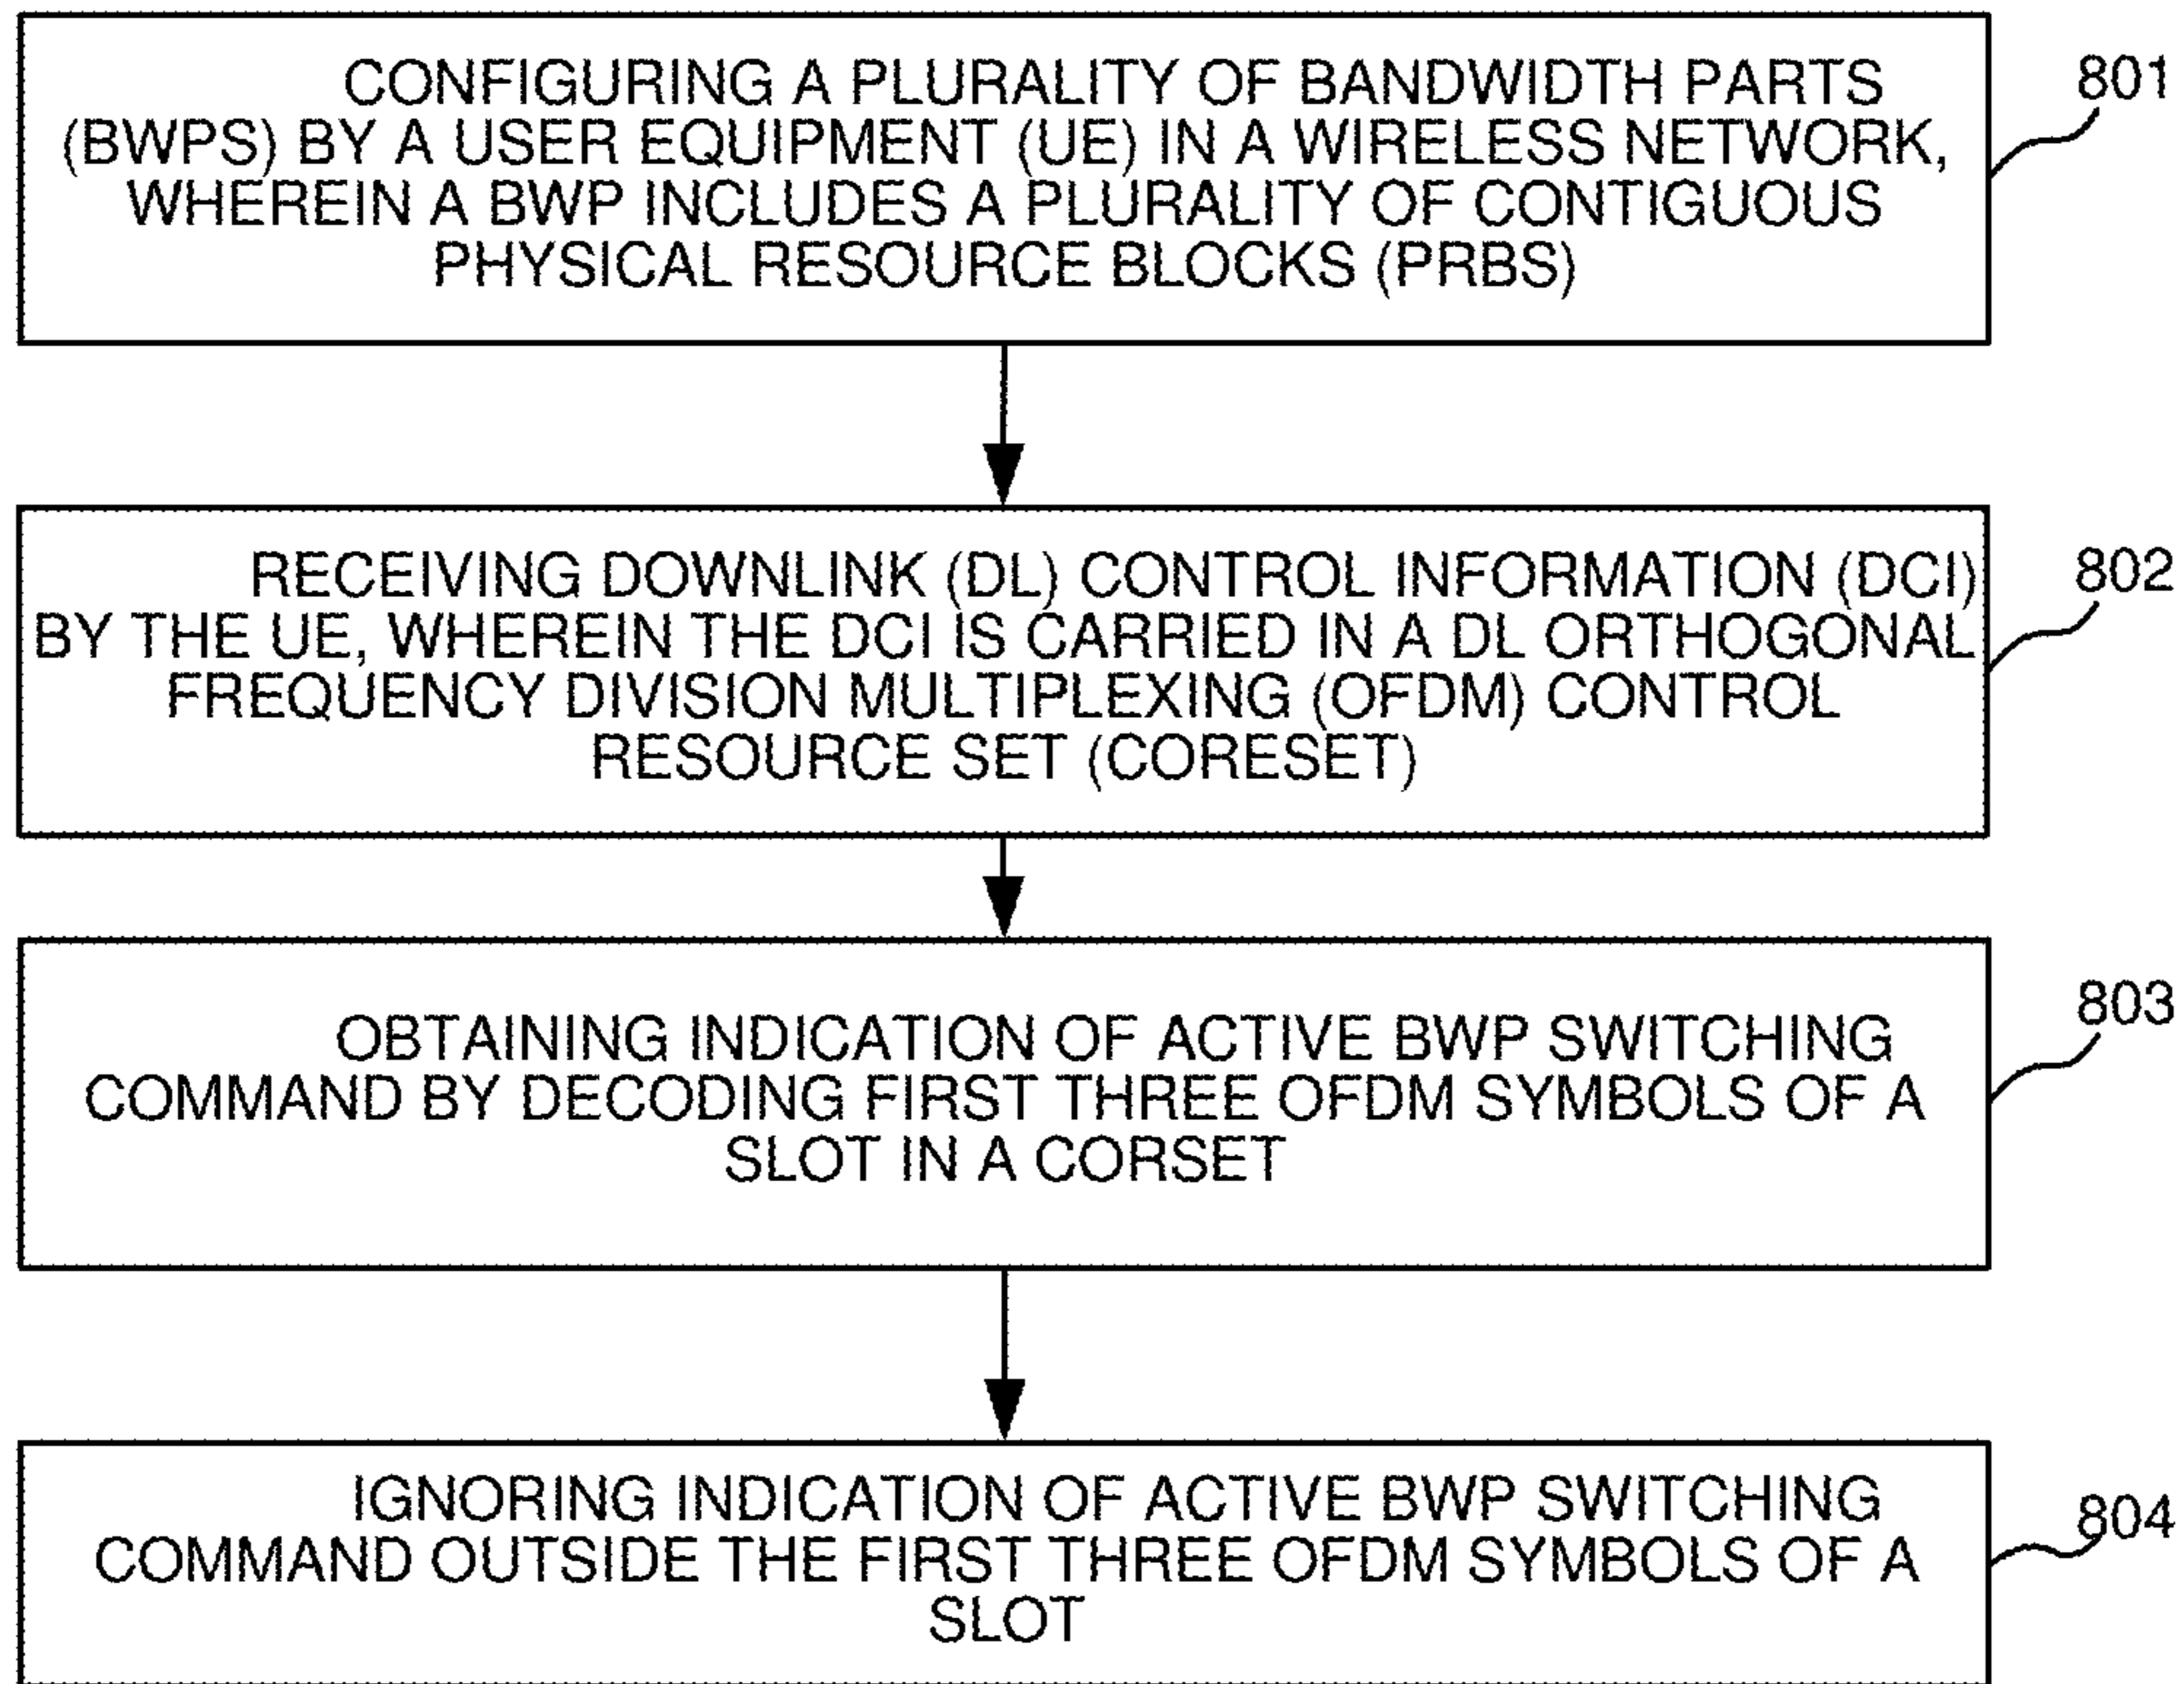 CONFIGURING A PLURALITY OF BANDWIDTH PARTS
(BWPS) BY A USER EQUIPMENT (UE) IN A WIRELESS NETWORK,
WHEREIN A BWP INCLUDES A PLURALITY OF CONTIGUOUS
PHYSICAL RESOURCE BLOCKS (PRBS)
801
RECEIVING DOWNLINK (DL) CONTROL INFORMATION (DCI)
BY THE UE, WHEREIN THE DCI IS CARRIED IN A DL ORTHOGONAL
FREQUENCY DIVISION MULTIPLEXING (OFDM) CONTROL
RESOURCE SET (CORESET)
802
OBTAINING INDICATION OF ACTIVE BWP SWITCHING
COMMAND BY DECODING FIRST THREE OFDM SYMBOLS OF A
SLOT IN A CORSET
803
IGNORING INDICATION OF ACTIVE BWP SWITCHING
COMMAND OUTSIDE THE FIRST THREE OFDM SYMBOLS OF A
SLOT
804